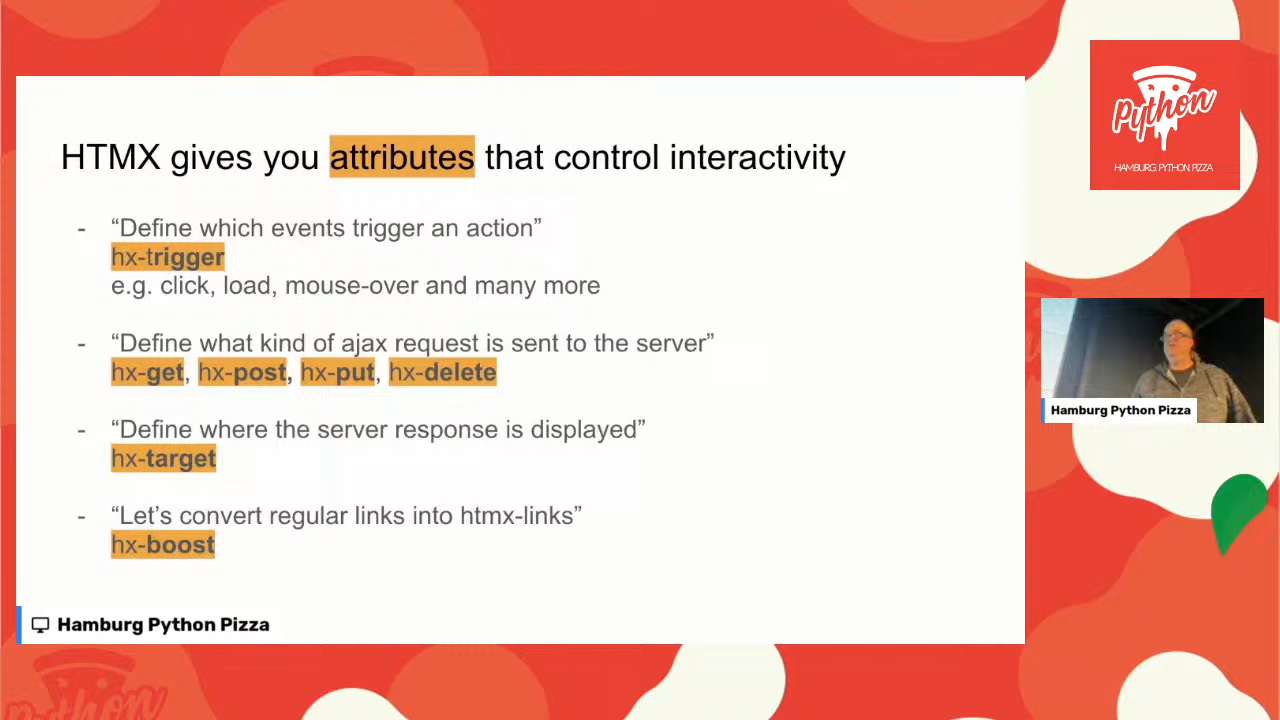 HTMX gives you attributes that control interactivity
- “Define which events trigger an action”
hx-trigger
e.g. click, load, mouse-over and many more
- “Define what kind of ajax request is sent to the server”
hx-get, hx-post, hx-put, hx-delete
- “Define where the server response is displayed”
hx-target
- “Let’s convert regular links into htmx-links”
hx-boost
Hamburg Python Pizza
Python
HAMBURG PYTHON PIZZA
Hamburg Python Pizza
Python